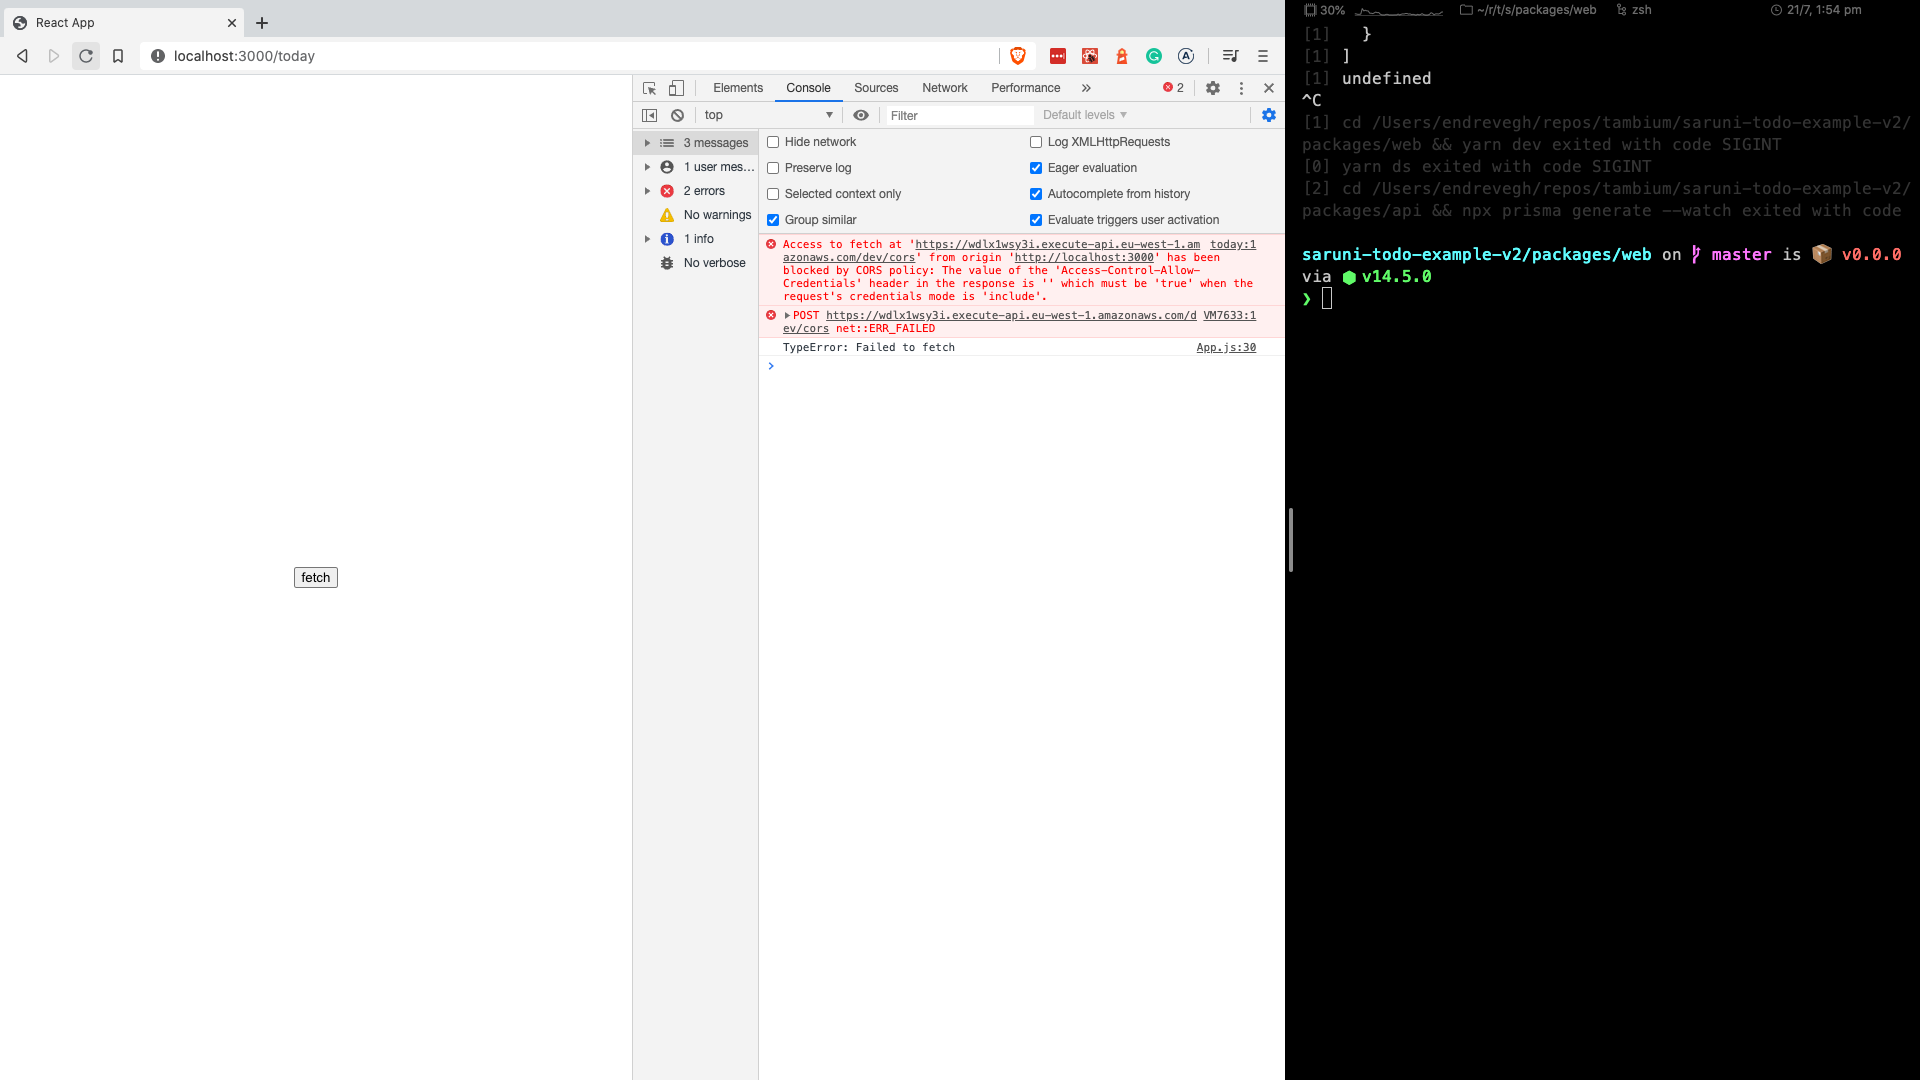 React App
localhost:3000/today
fetch
Elements
Console
Sources
Network
Performance
2
top
Filter
Default levels
3 messages
1 user mes...
2 errors
No warnings
1 info
No verbose
Hide network
Log XMLHttpRequests
Preserve log
Eager evaluation
Selected context only
Autocomplete from history
Group similar
Evaluate triggers user activation
Access to fetch at 'https://wdlx1wsy3i.execute-api.eu-west-1.am today:1
azonaws.com/dev/cors' from origin 'http://localhost:3000' has been
blocked by CORS policy: The value of the 'Access-Control-Allow-
Credentials' header in the response is '' which must be 'true' when the
request's credentials mode is 'include'.
POST https://wdlx1wsy3i.execute-api.eu-west-1.amazonaws.com/d VM7633:1
ev/cors net::ERR_FAILED
TypeError: Failed to fetch App.js:30
30% ~/r/t/s/packages/web zsh 21/7, 1:54 pm
[1] }
[1] ]
[1] undefined
^C
[1] cd /Users/endrevegh/repos/tambium/saruni-todo-example-v2/
packages/web && yarn dev exited with code SIGINT
[0] yarn ds exited with code SIGINT
[2] cd /Users/endrevegh/repos/tambium/saruni-todo-example-v2/
packages/api && npx prisma generate --watch exited with code
saruni-todo-example-v2/packages/web on master is v0.0.0
via v14.5.0
❯